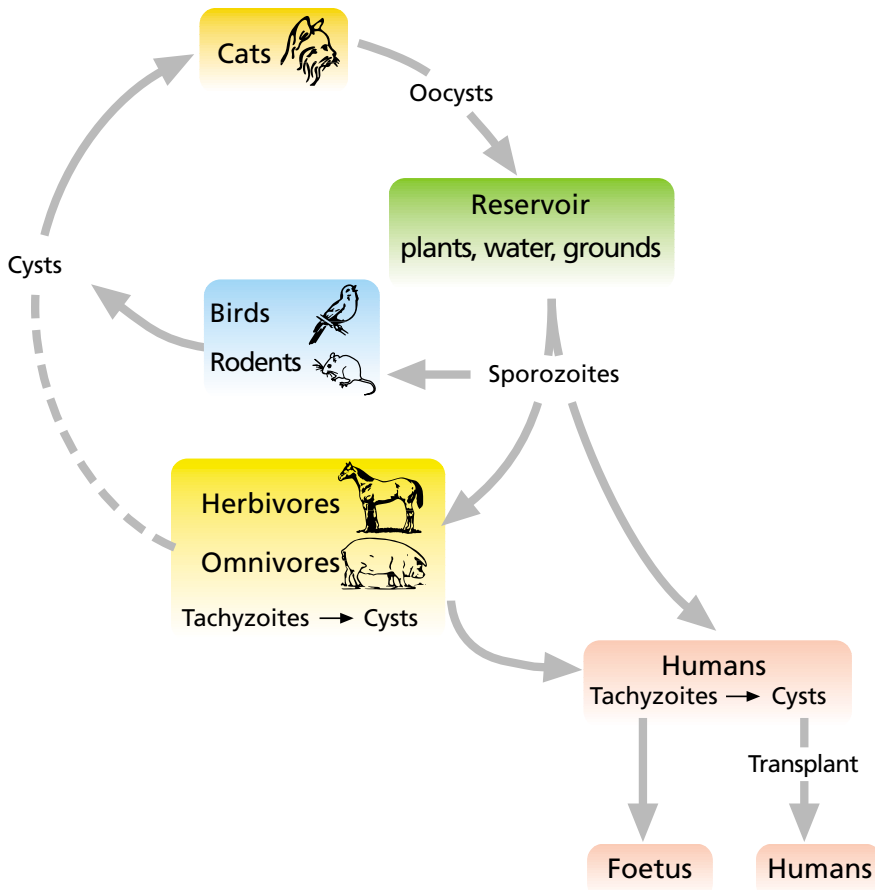 Cats
Oocysts
Reservoir
plants, water, grounds
Cysts
Birds
Rodents
Sporozoites
Herbivores
Omnivores
Tachyzoites → Cysts
Humans
Tachyzoites → Cysts
Transplant
Foetus
Humans